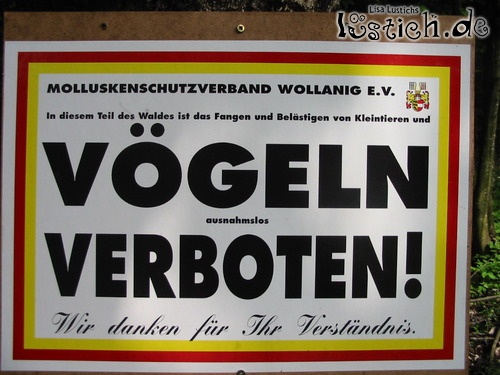 Lisa Lustichs
lustich.de
MOLLUSKENSCHUTZVERBAND WOLLANIG E.V.
In diesem Teil des Waldes ist das Fangen und Belästigen von Kleintieren und
VÖGELN
ausnahmslos
VERBOTEN!
Wir danken für Ihr Verständnis.